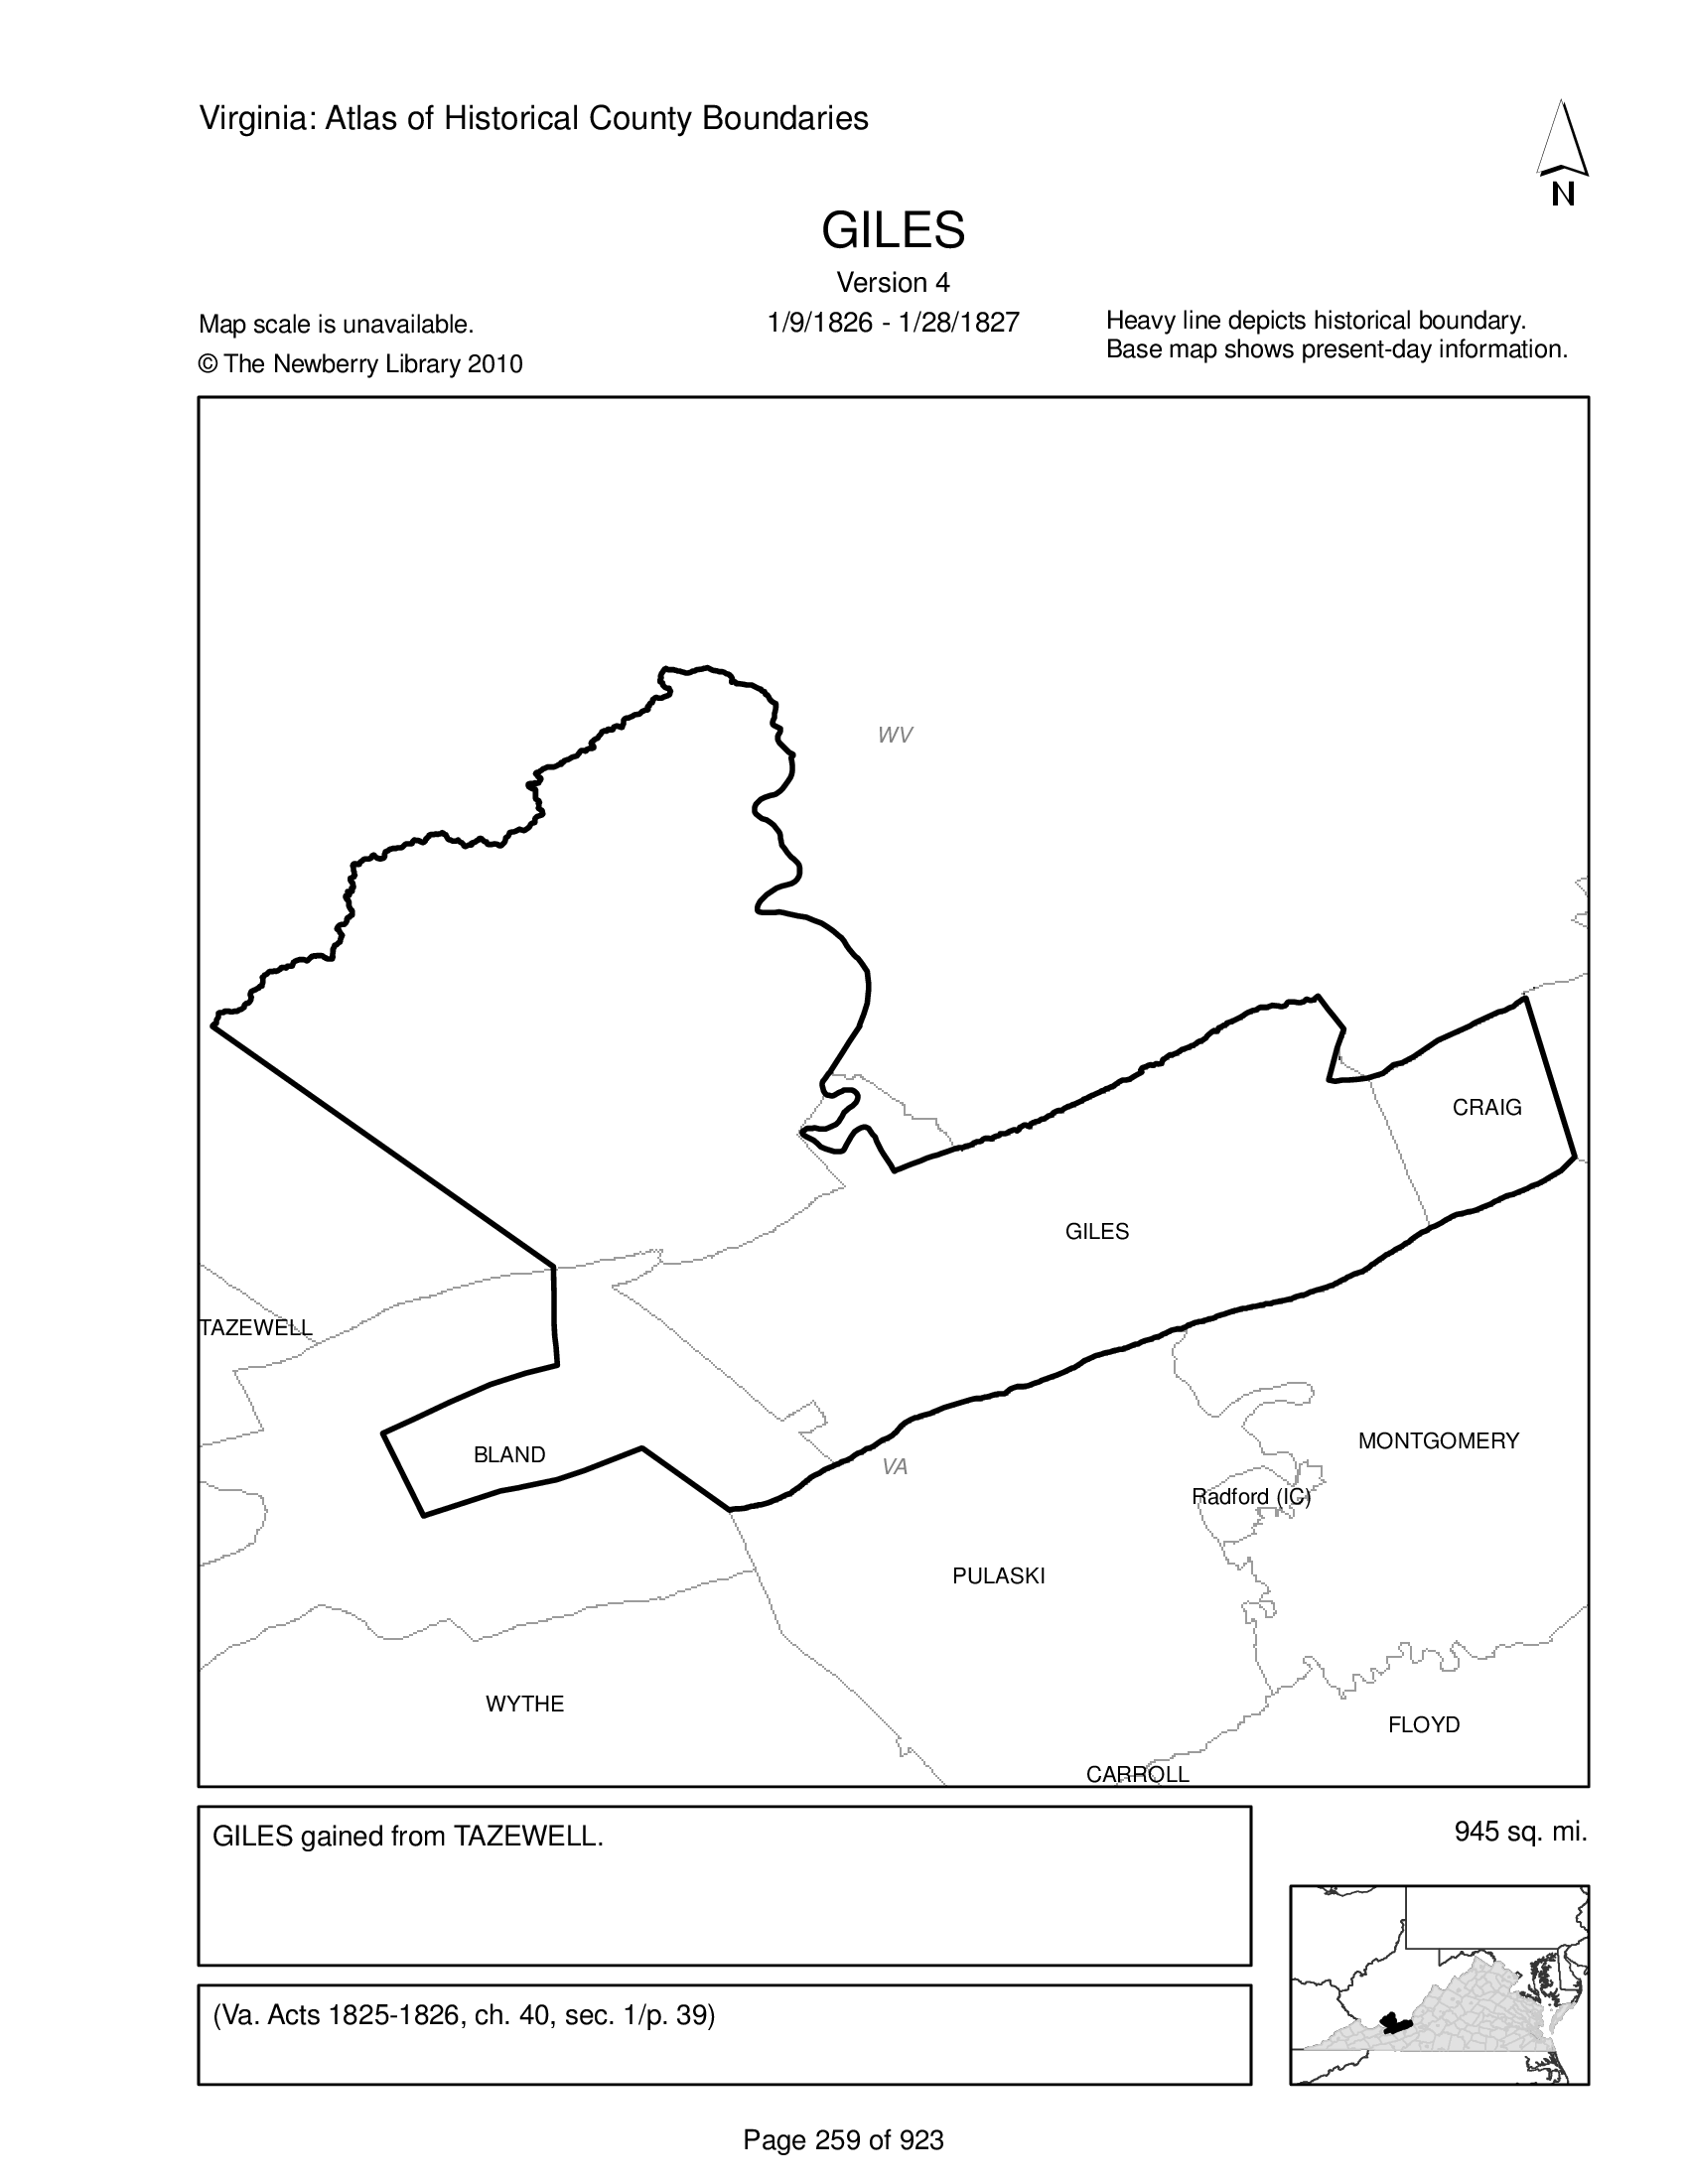 Virginia: Atlas of Historical County Boundaries
N
GILES
Version 4
1/9/1826 - 1/28/1827
Map scale is unavailable.
© The Newberry Library 2010
Heavy line depicts historical boundary.
Base map shows present-day information.
WV
CRAIG
GILES
TAZEWELL
BLAND
VA
MONTGOMERY
Radford (IC)
PULASKI
WYTHE
FLOYD
CARROLL
GILES gained from TAZEWELL.
945 sq. mi.
(Va. Acts 1825-1826, ch. 40, sec. 1/p. 39)
Page 259 of 923